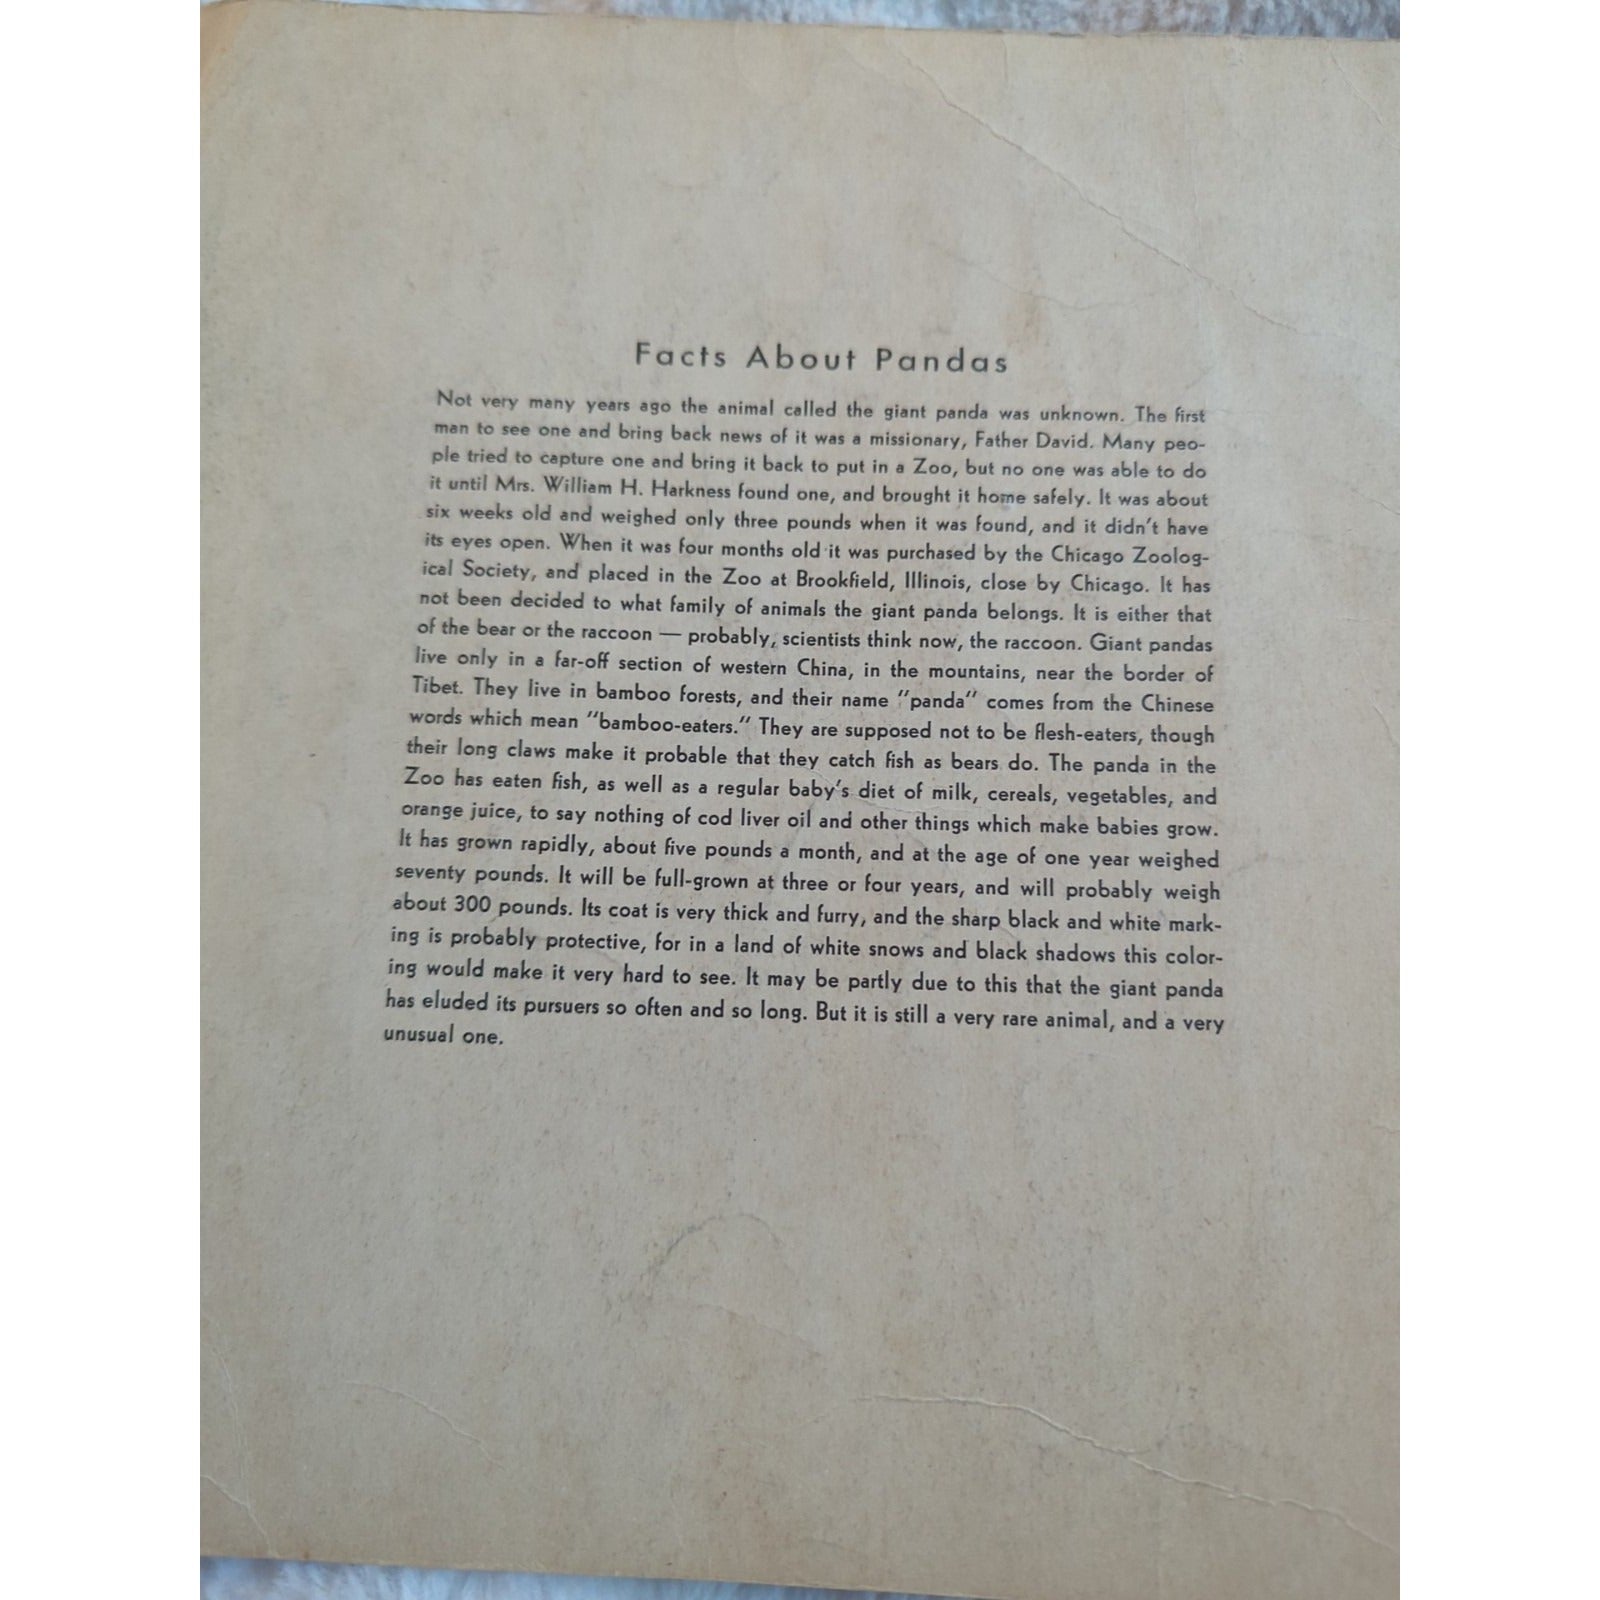 Facts About Pandas
Not very many years ago the animal called the giant panda was unknown. The first
man to see one and bring back news of it was a missionary, Father David. Many peo-
ple tried to capture one and bring it back to put in a Zoo, but no one was able to do
it until Mrs. William H. Harkness found one, and brought it home safely. It was about
six weeks old and weighed only three pounds when it was found, and it didn't have
its eyes open. When it was four months old it was purchased by the Chicago Zoolog-
ical Society, and placed in the Zoo at Brookfield, Illinois, close by Chicago. It has
not been decided to what family of animals the giant panda belongs. It is either that
of the bear or the raccoon — probably, scientists think now, the raccoon. Giant pandas
live only in a far-off section of western China, in the mountains, near the border of
Tibet. They live in bamboo forests, and their name "panda" comes from the Chinese
words which mean "bamboo-eaters." They are supposed not to be flesh-eaters, though
their long claws make it probable that they catch fish as bears do. The panda in the
Zoo has eaten fish, as well as a regular baby's diet of milk, cereals, vegetables, and
orange juice, to say nothing of cod liver oil and other things which make babies grow.
It has grown rapidly, about five pounds a month, and at the age of one year weighed
seventy pounds. It will be full-grown at three or four years, and will probably weigh
about 300 pounds. Its coat is very thick and furry, and the sharp black and white mark-
ing is probably protective, for in a land of white snows and black shadows this color-
ing would make it very hard to see. It may be partly due to this that the giant panda
has eluded its pursuers so often and so long. But it is still a very rare animal, and a very
unusual one.